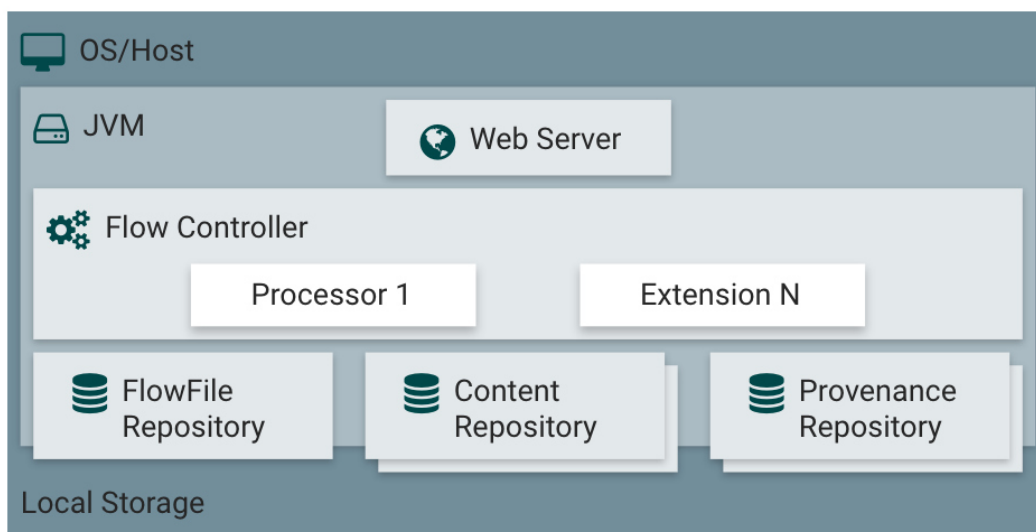 OS/Host
JVM
Web Server
Flow Controller
Processor 1
Extension N
FlowFile
Repository
Content
Repository
Provenance
Repository
Local Storage